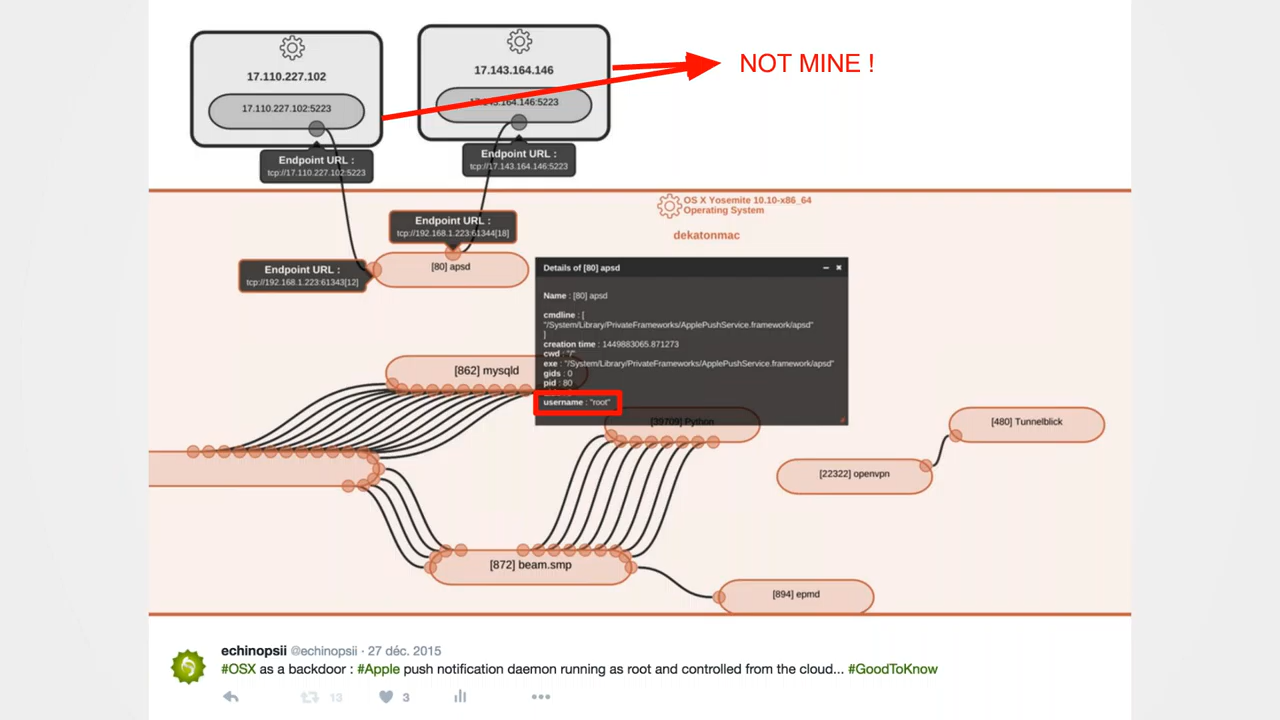 17.110.227.102
17.110.227.102:5223
17.143.164.146
17.143.164.146:5223
NOT MINE !
Endpoint URL :
tcp://17.110.227.102:5223
Endpoint URL :
tcp://17.143.164.146:5223
OS X Yosemite 10.10-x86_64
Operating System
dekatonmac
Endpoint URL :
tcp://192.168.1.223:61344[18]
Endpoint URL :
tcp://192.168.1.223:61343[12]
[80] apsd
Details of [80] apsd
Name : [80] apsd
cmdline : [
"/System/Library/PrivateFrameworks/ApplePushService.framework/apsd"
]
creation time : 1449883065.871273
cwd : "/"
exe : "/System/Library/PrivateFrameworks/ApplePushService.framework/apsd"
gids : 0
pid : 80
username : "root"
[862] mysqld
[39709] Python
[480] Tunnelblick
[22322] openvpn
[872] beam.smp
[894] epmd
echinopsii @echinopsii · 27 déc. 2015
#OSX as a backdoor : #Apple push notification daemon running as root and controlled from the cloud... #GoodToKnow
13
3